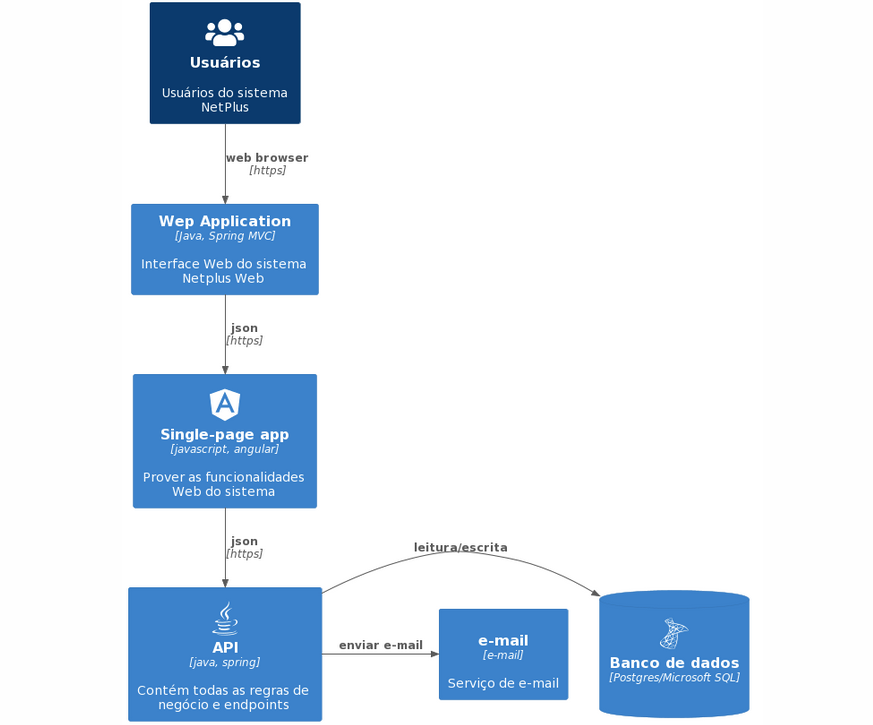 Usuários
Usuários do sistema
NetPlus
web browser
[https]
Wep Application
[Java, Spring MVC]
Interface Web do sistema
Netplus Web
json
[https]
Single-page app
[javascript, angular]
Prover as funcionalidades
Web do sistema
json
[https]
leitura/escrita
API
[java, spring]
Contém todas as regras de
negócio e endpoints
enviar e-mail
e-mail
[e-mail]
Serviço de e-mail
Banco de dados
[Postgres/Microsoft SQL]